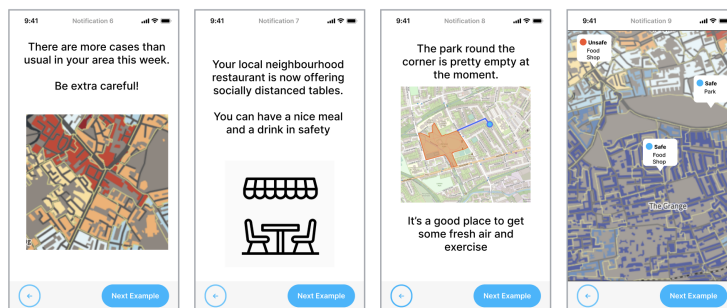 9:41 Notification 6
There are more cases than
usual in your area this week.
Be extra careful!
Next Example
9:41 Notification 7
Your local neighbourhood
restaurant is now offering
socially distanced tables.
You can have a nice meal
and a drink in safety
Next Example
9:41 Notification 8
The park round the
corner is pretty empty at
the moment.
It's a good place to get
some fresh air and
exercise
Next Example
9:41 Notification 9
Unsafe
Food
Shop
Safe
Park
Safe
Food
Shop
The Grange
Next Example